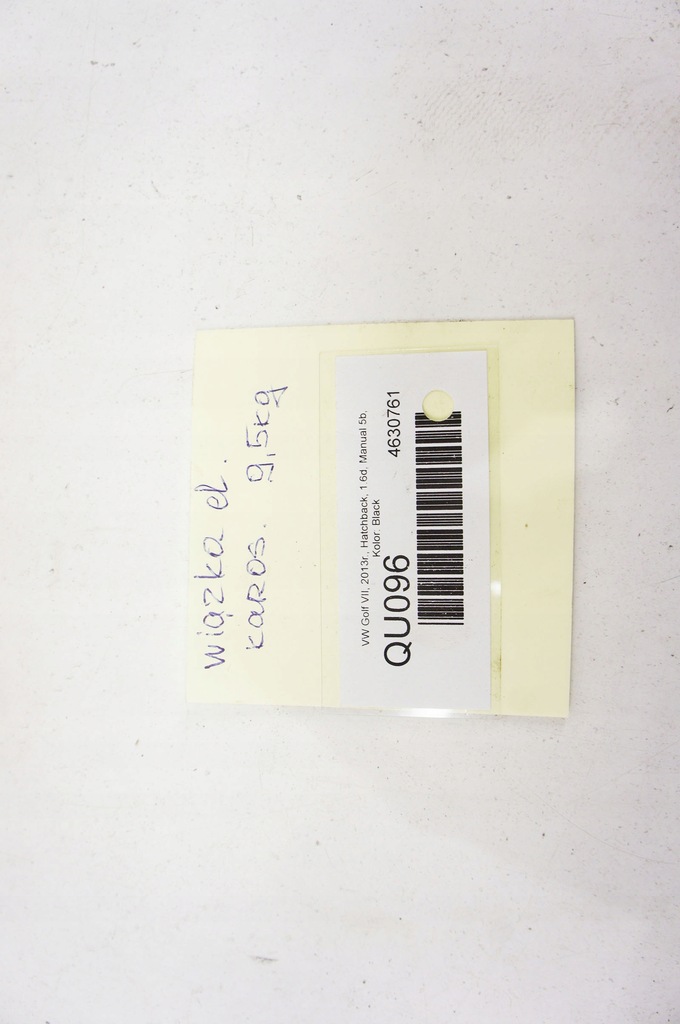 wiązka el.
karos. 9,5kg
VW Golf VII, 2013r., Hatchback, 1.6d, Manual 5b,
Kolor: Black
QU096 4630761